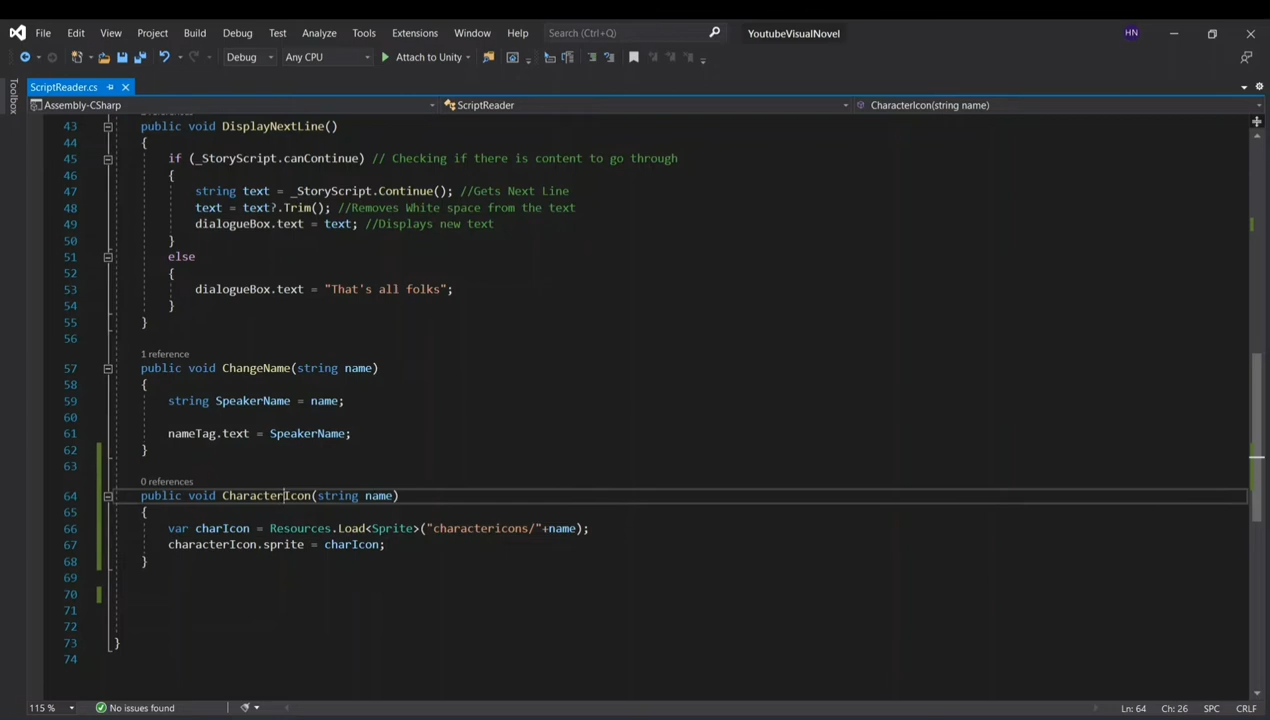 File Edit View Project Build Debug Test Analyze Tools Extensions Window Help Search (Ctrl+Q) YoutubeVisualNovel HN
Debug Any CPU Attach to Unity
Toolbox
ScriptReader.cs
Assembly-CSharp ScriptReader CharacterIcon(string name)
43 public void DisplayNextLine()
44 {
45 if (_StoryScript.canContinue) // Checking if there is content to go through
46 {
47 string text = _StoryScript.Continue(); //Gets Next Line
48 text = text?.Trim(); //Removes White space from the text
49 dialogueBox.text = text; //Displays new text
50 }
51 else
52 {
53 dialogueBox.text = "That's all folks";
54 }
55 }
56
1 reference
57 public void ChangeName(string name)
58 {
59 string SpeakerName = name;
60
61 nameTag.text = SpeakerName;
62 }
63
0 references
64 public void CharacterIcon(string name)
65 {
66 var charIcon = Resources.Load<Sprite>("charactericons/"+name);
67 characterIcon.sprite = charIcon;
68 }
69
70
71
72
73 }
74
115 % No issues found Ln: 64 Ch: 26 SPC CRLF